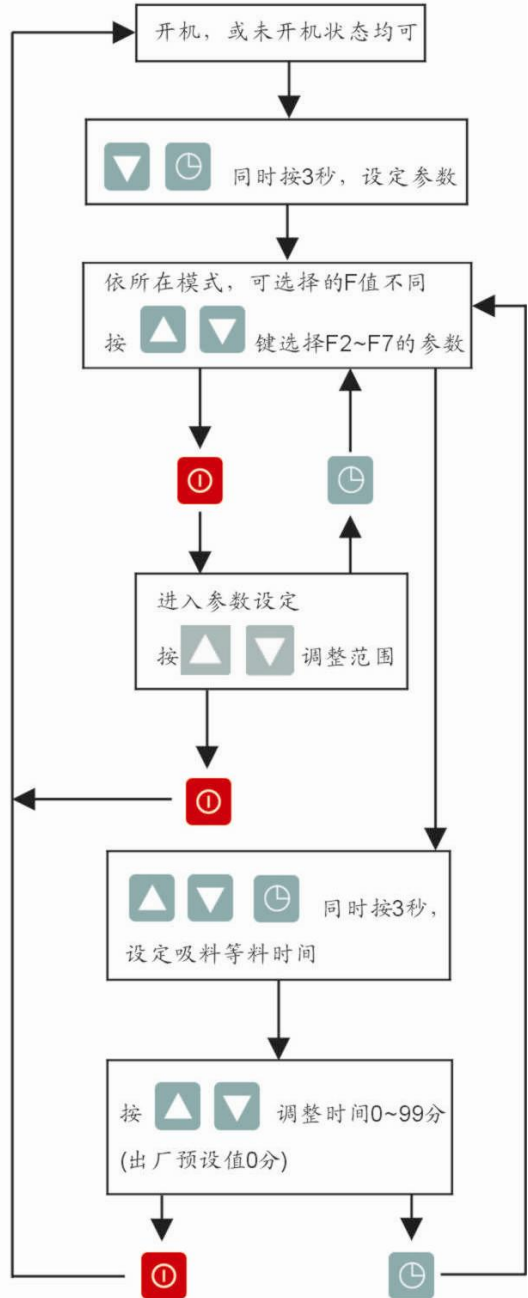 开机，或未开机状态均可
同时按3秒，设定参数
依所在模式，可选择的F值不同
按 键选择F2~F7的参数
进入参数设定
按 调整范围
同时按3秒，
设定吸料等料时间
按 调整时间0~99分
(出厂预设值0分)